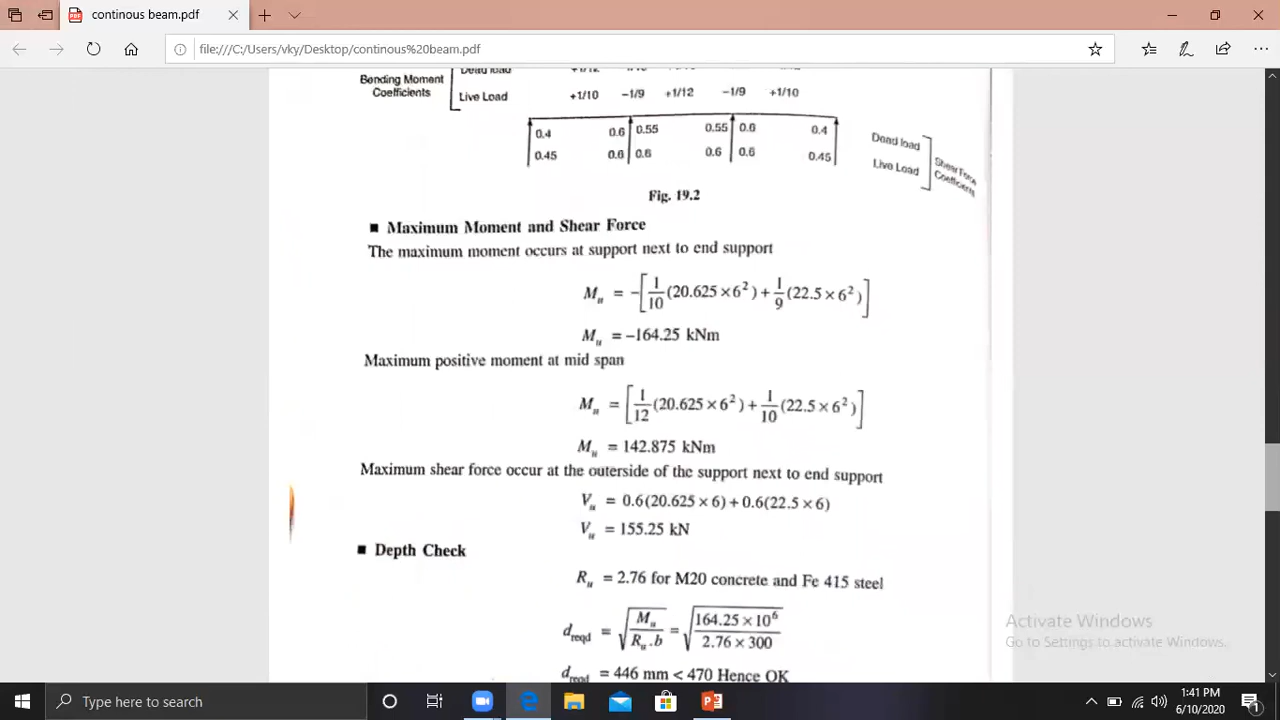 continous beam.pdf
file:///C:/Users/vky/Desktop/continous%20beam.pdf
Bending Moment Coefficients
Dead load
Live Load +1/10 −1/9 +1/12 −1/9 +1/10
0.4 0.6 0.55 0.55 0.6 0.4 Dead load
0.45 0.6 0.6 0.6 0.6 0.45 Live Load
Shear Force Coefficients
Fig. 19.2
■ Maximum Moment and Shear Force
The maximum moment occurs at support next to end support
M_u = −[1/10 (20.625 × 6²) + 1/9 (22.5 × 6²)]
M_u = −164.25 kNm
Maximum positive moment at mid span
M_u = [1/12 (20.625 × 6²) + 1/10 (22.5 × 6²)]
M_u = 142.875 kNm
Maximum shear force occur at the outerside of the support next to end support
V_u = 0.6(20.625 × 6) + 0.6(22.5 × 6)
V_u = 155.25 kN
■ Depth Check
R_u = 2.76 for M20 concrete and Fe 415 steel
d_reqd = √(M_u / R_u.b) = √(164.25 × 10⁶ / 2.76 × 300)
d_reqd = 446 mm < 470 Hence OK
Activate Windows
Go to Settings to activate Windows.
Type here to search
1:41 PM
6/10/2020